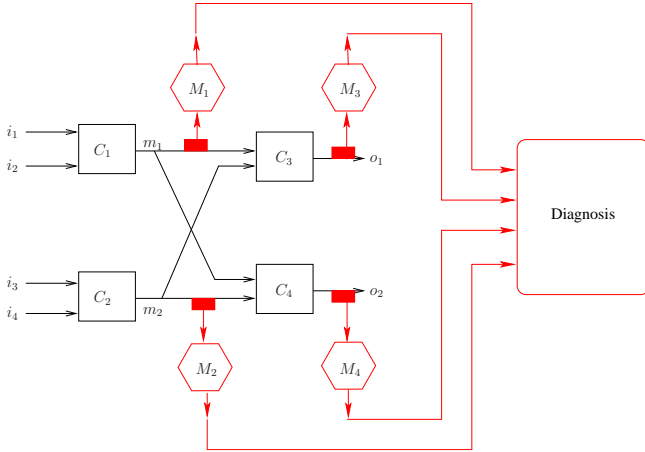 M₁
M₃
i₁
C₁
m₁
C₃
o₁
i₂
Diagnosis
i₃
C₂
m₂
C₄
o₂
i₄
M₂
M₄